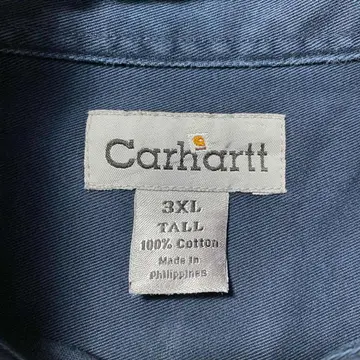 Carhartt
3XL
TALL
100% Cotton
Made In
Philippines